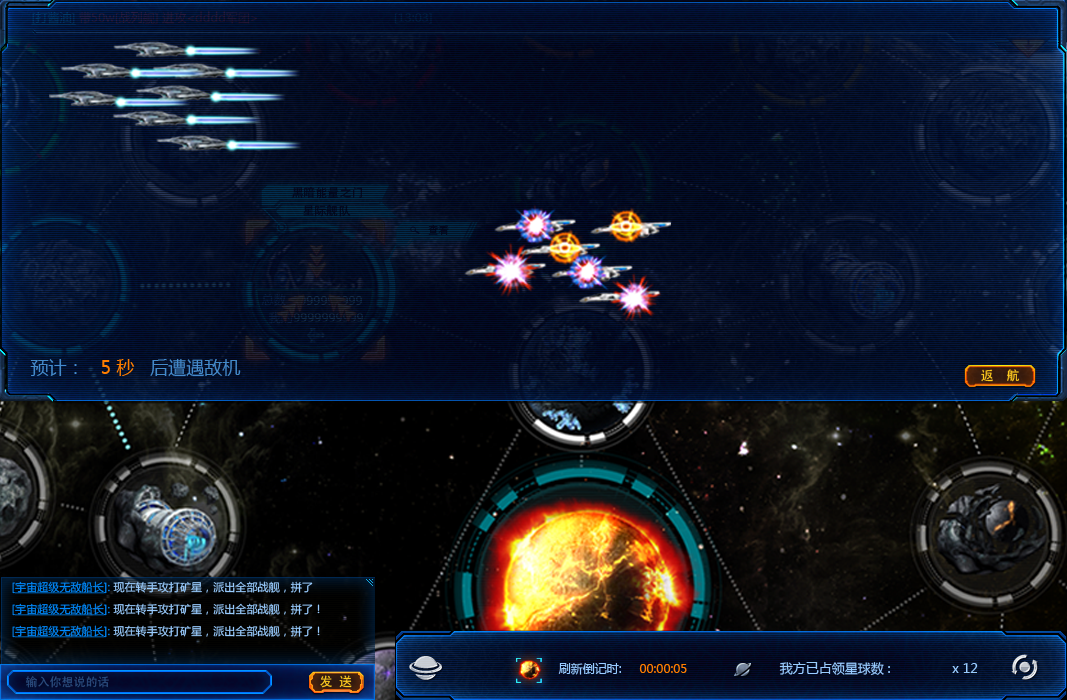 [13:03]
查看
预计： 5 秒 后遭遇敌机
返 航
[宇宙超级无敌船长]: 现在转手攻打矿星，派出全部战舰，拼了
[宇宙超级无敌船长]: 现在转手攻打矿星，派出全部战舰，拼了！
[宇宙超级无敌船长]: 现在转手攻打矿星，派出全部战舰，拼了！
输入你想说的话 发 送
刷新倒记时: 00:00:05 我方已占领星球数： x 12